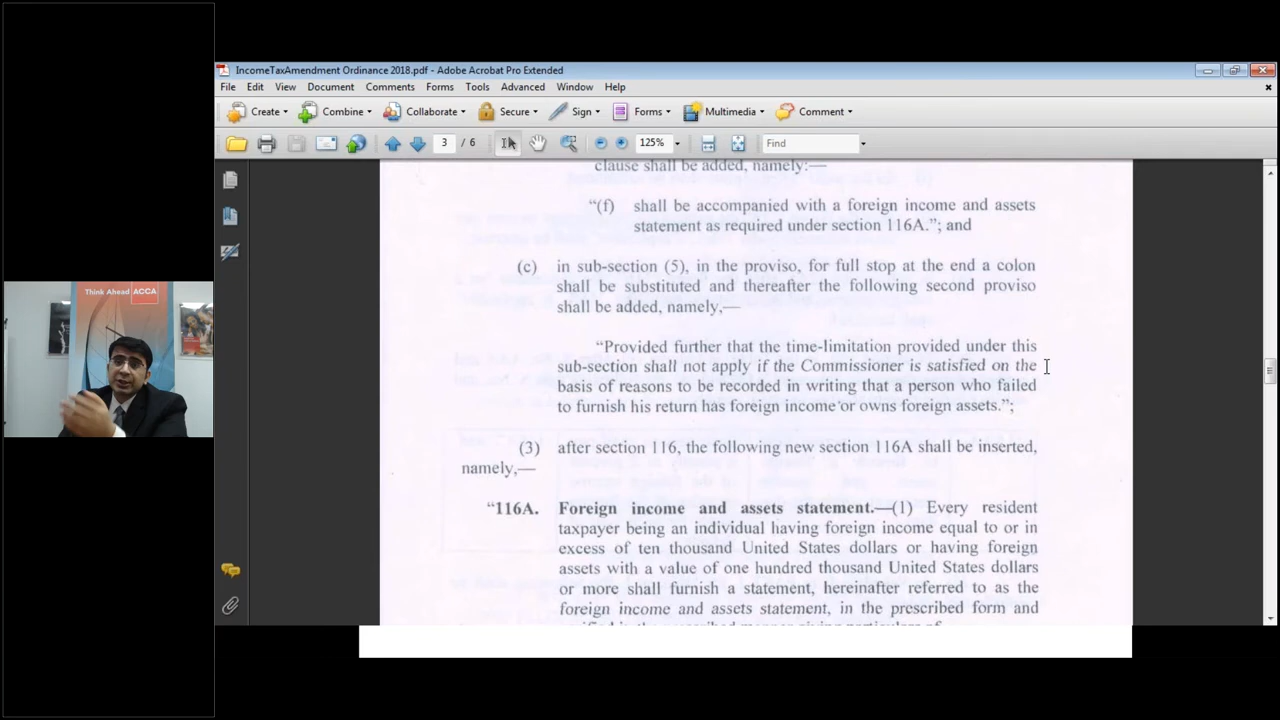 IncomeTaxAmendment Ordinance 2018.pdf - Adobe Acrobat Pro Extended
File Edit View Document Comments Forms Tools Advanced Window Help
Create Combine Collaborate Secure Sign Forms Multimedia Comment
3 / 6 125% Find
clause shall be added, namely:—
“(f) shall be accompanied with a foreign income and assets
statement as required under section 116A.”; and
(c) in sub-section (5), in the proviso, for full stop at the end a colon
shall be substituted and thereafter the following second proviso
shall be added, namely,—
“Provided further that the time-limitation provided under this
sub-section shall not apply if the Commissioner is satisfied on the
basis of reasons to be recorded in writing that a person who failed
to furnish his return has foreign income or owns foreign assets.”;
(3) after section 116, the following new section 116A shall be inserted,
namely,—
“116A. Foreign income and assets statement.—(1) Every resident
taxpayer being an individual having foreign income equal to or in
excess of ten thousand United States dollars or having foreign
assets with a value of one hundred thousand United States dollars
or more shall furnish a statement, hereinafter referred to as the
foreign income and assets statement, in the prescribed form and
Think Ahead ACCA